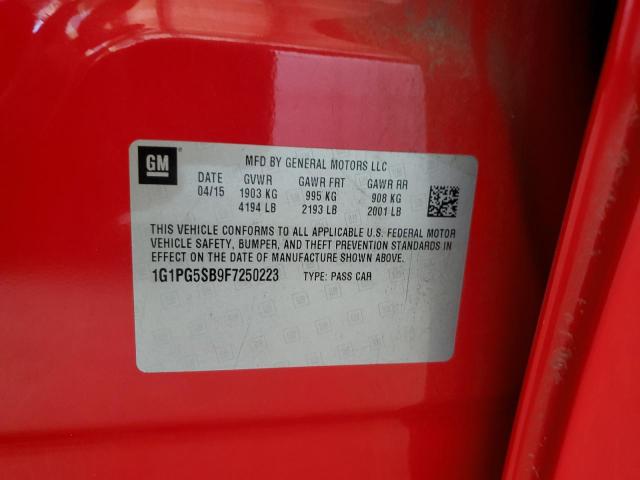 GM
MFD BY GENERAL MOTORS LLC
DATE GVWR GAWR FRT GAWR RR
04/15 1903 KG 995 KG 908 KG
4194 LB 2193 LB 2001 LB
THIS VEHICLE CONFORMS TO ALL APPLICABLE U.S. FEDERAL MOTOR
VEHICLE SAFETY, BUMPER, AND THEFT PREVENTION STANDARDS IN
EFFECT ON THE DATE OF MANUFACTURE SHOWN ABOVE.
1G1PG5SB9F7250223 TYPE: PASS CAR